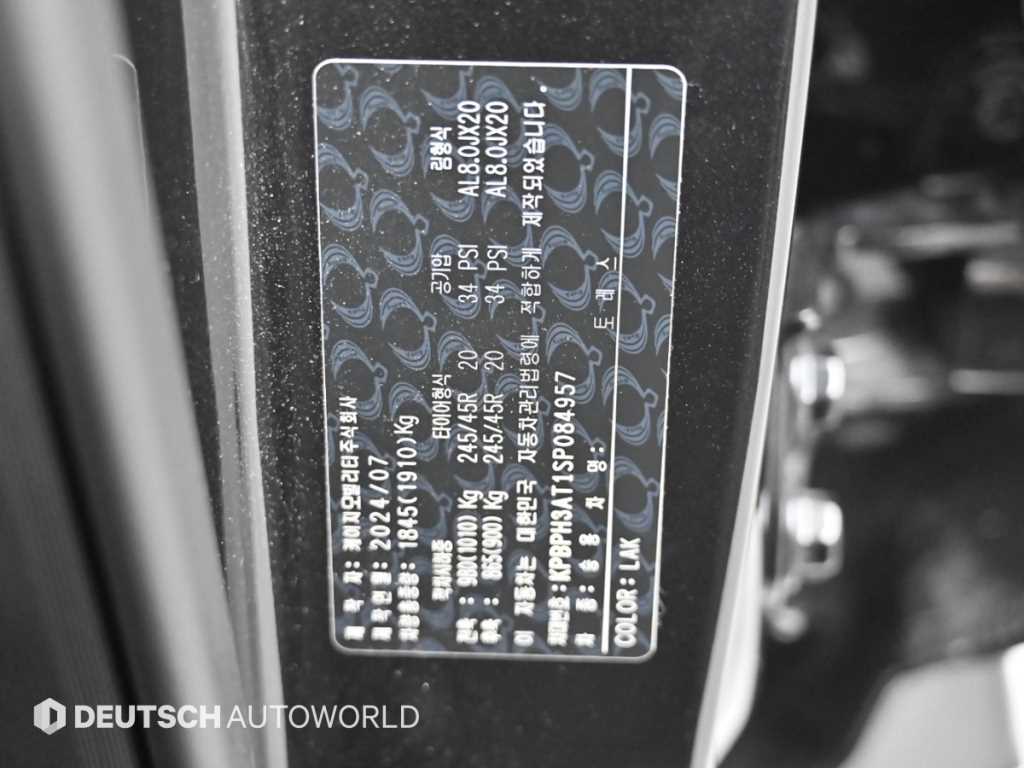 제 작 자: 케이지모빌리티주식회사
제작연월: 2024/07
차량총중량: 1845(1910)Kg
허용차축중 타이어형식 공기압 림형식
전축 : 980(1010) Kg 245/45R 20 34 PSI AL8.0JX20
후축 : 865(900) Kg 245/45R 20 34 PSI AL8.0JX20
이 자동차는 대한민국 자동차관리법령에 적합하게 제작되었습니다.
차대번호: KPBPH3AT1SP084957
차 종: 승용 차 명: 토 레 스
COLOR: LAK
DEUTSCH AUTOWORLD